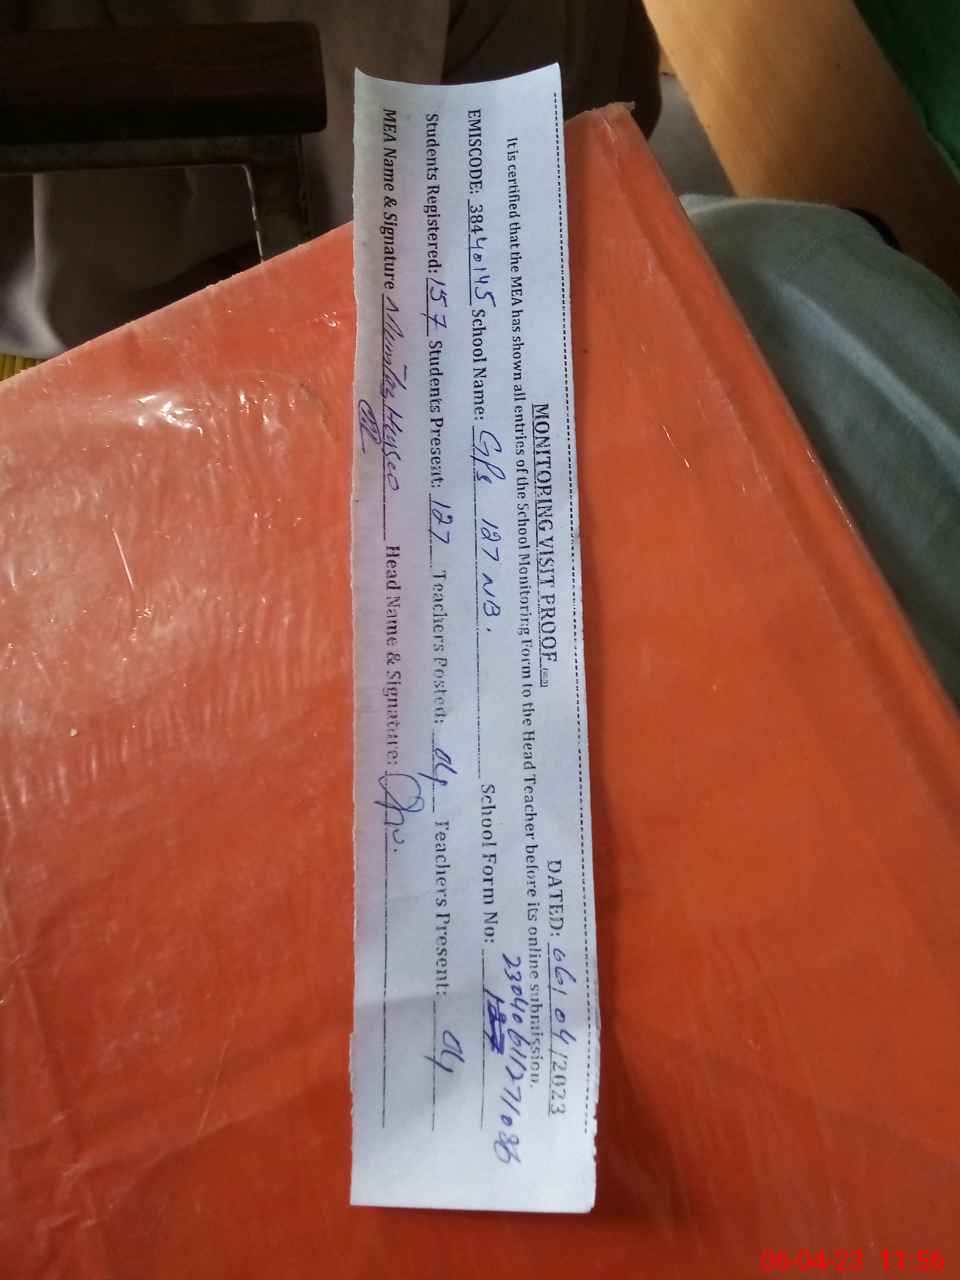 MONITORING VISIT PROOF
DATED: 06/04/2023
It is certified that the MEA has shown all entries of the School Monitoring Form to the Head Teacher before its online submission.
EMISCODE: 38440145 School Name: GPS 127 NB. School Form No:
Students Registered: 157 Students Present: 127 Teachers Posted: 04 Teachers Present: 04
MEA Name & Signature Mumtaz Head Name & Signature:
06-04-23 11:56